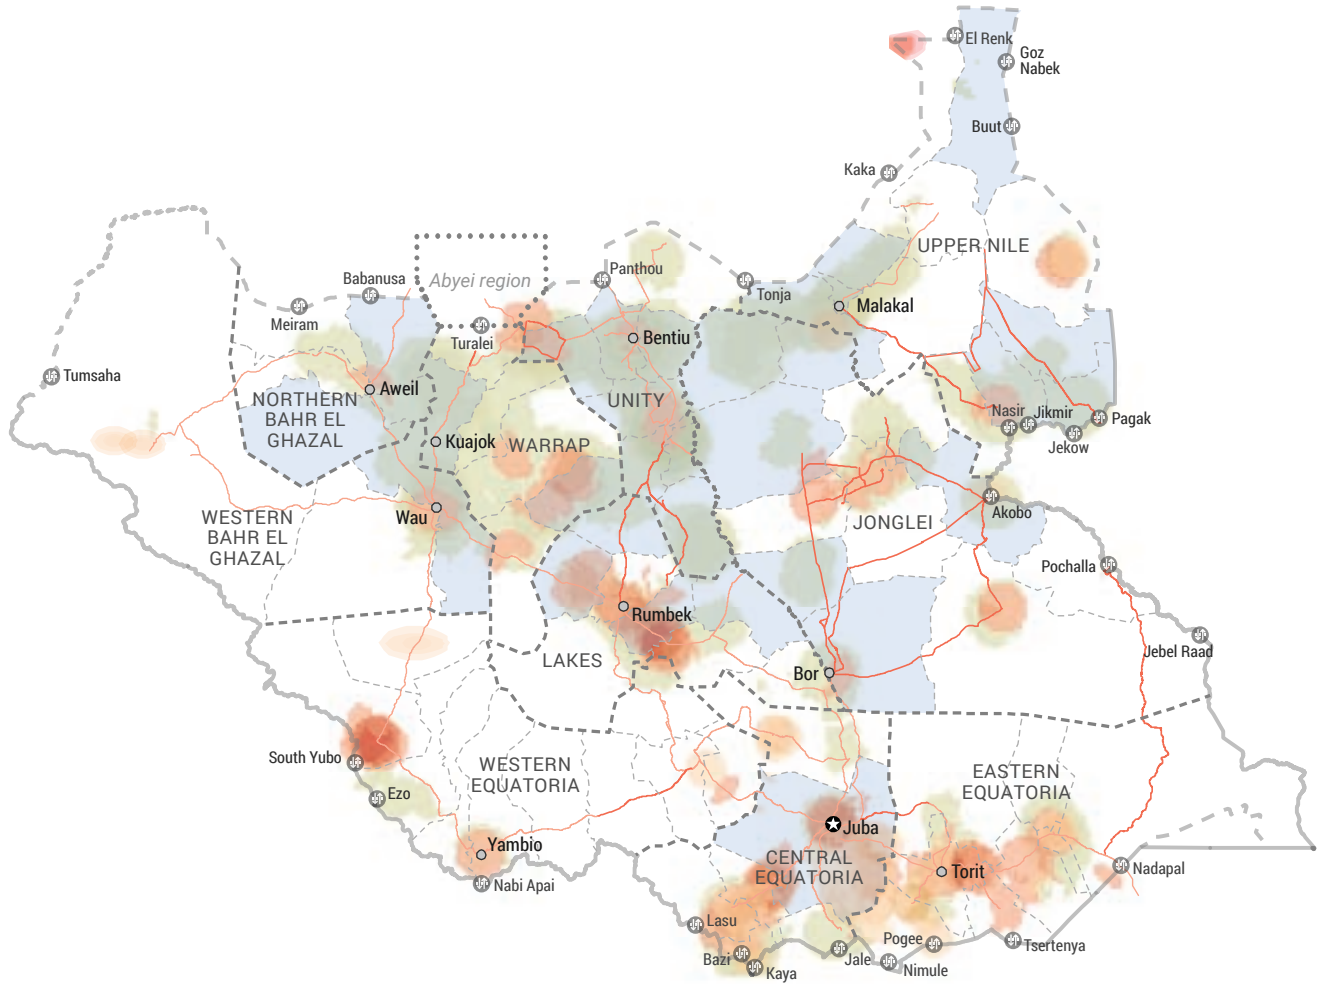 El Renk
Goz
Nabek
Buut
Kaka
UPPER NILE
Panthou
Babanusa
Abyei region
Tonja
Meiram
Malakal
Turalei
Bentiu
Tumsaha
Aweil
NORTHERN
BAHR EL
GHAZAL
UNITY
Nasir
Jikmir
Pagak
Kuajok
WARRAP
Jekow
Wau
WESTERN
BAHR EL
GHAZAL
JONGLEI
Akobo
Pochalla
Rumbek
Jebel Raad
LAKES
Bor
South Yubo
WESTERN
EQUATORIA
EASTERN
EQUATORIA
Ezo
Juba
Yambio
CENTRAL
EQUATORIA
Torit
Nadapal
Nabi Apai
Lasu
Pogee
Tsertenya
Bazi
Jale
Nimule
Kaya